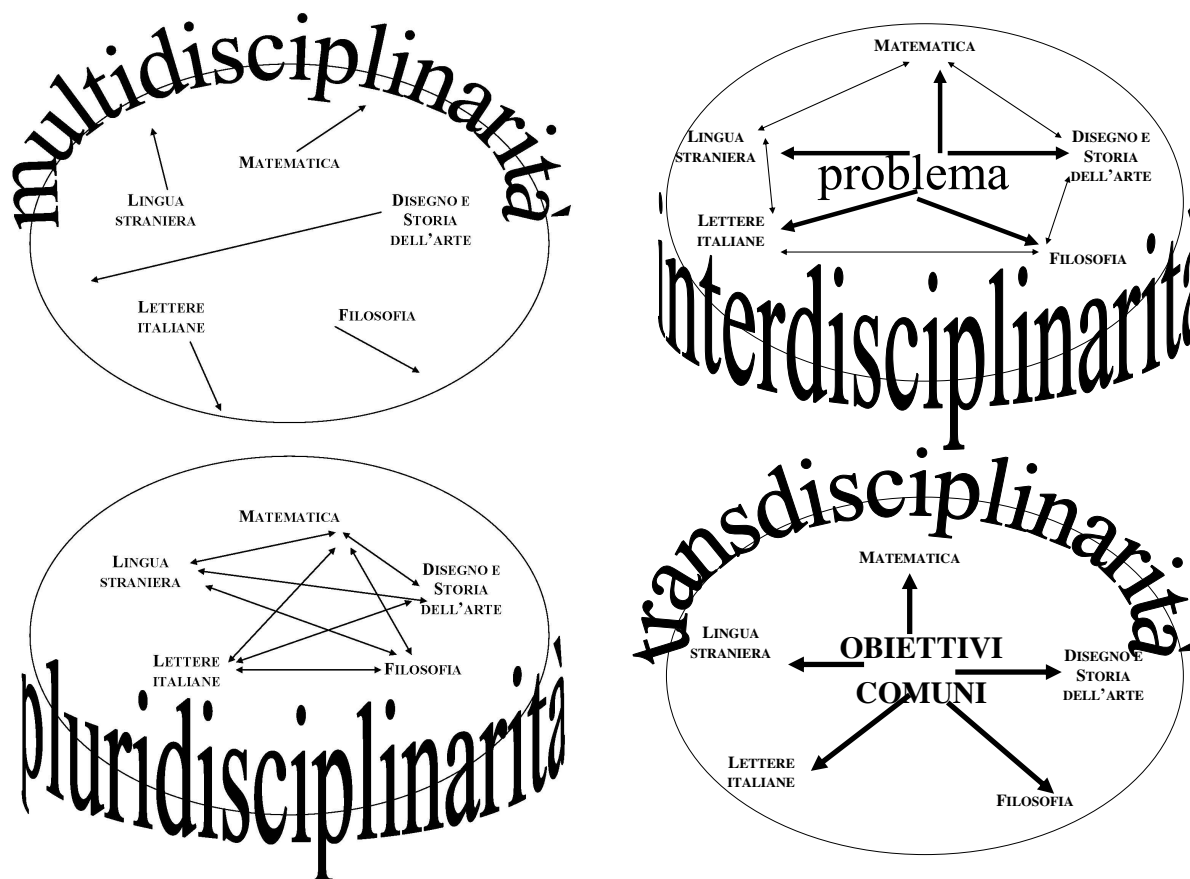 multidisciplinarità
MATEMATICA
LINGUA
STRANIERA
DISEGNO E
STORIA
DELL’ARTE
LETTERE
ITALIANE
FILOSOFIA
MATEMATICA
LINGUA
STRANIERA
DISEGNO E
STORIA
DELL’ARTE
problema
LETTERE
ITALIANE
FILOSOFIA
interdisciplinarità
MATEMATICA
LINGUA
STRANIERA
DISEGNO E
STORIA
DELL’ARTE
LETTERE
ITALIANE
FILOSOFIA
pluridisciplinarità
transdisciplinarità
MATEMATICA
LINGUA
STRANIERA
OBIETTIVI
COMUNI
DISEGNO E
STORIA
DELL’ARTE
LETTERE
ITALIANE
FILOSOFIA